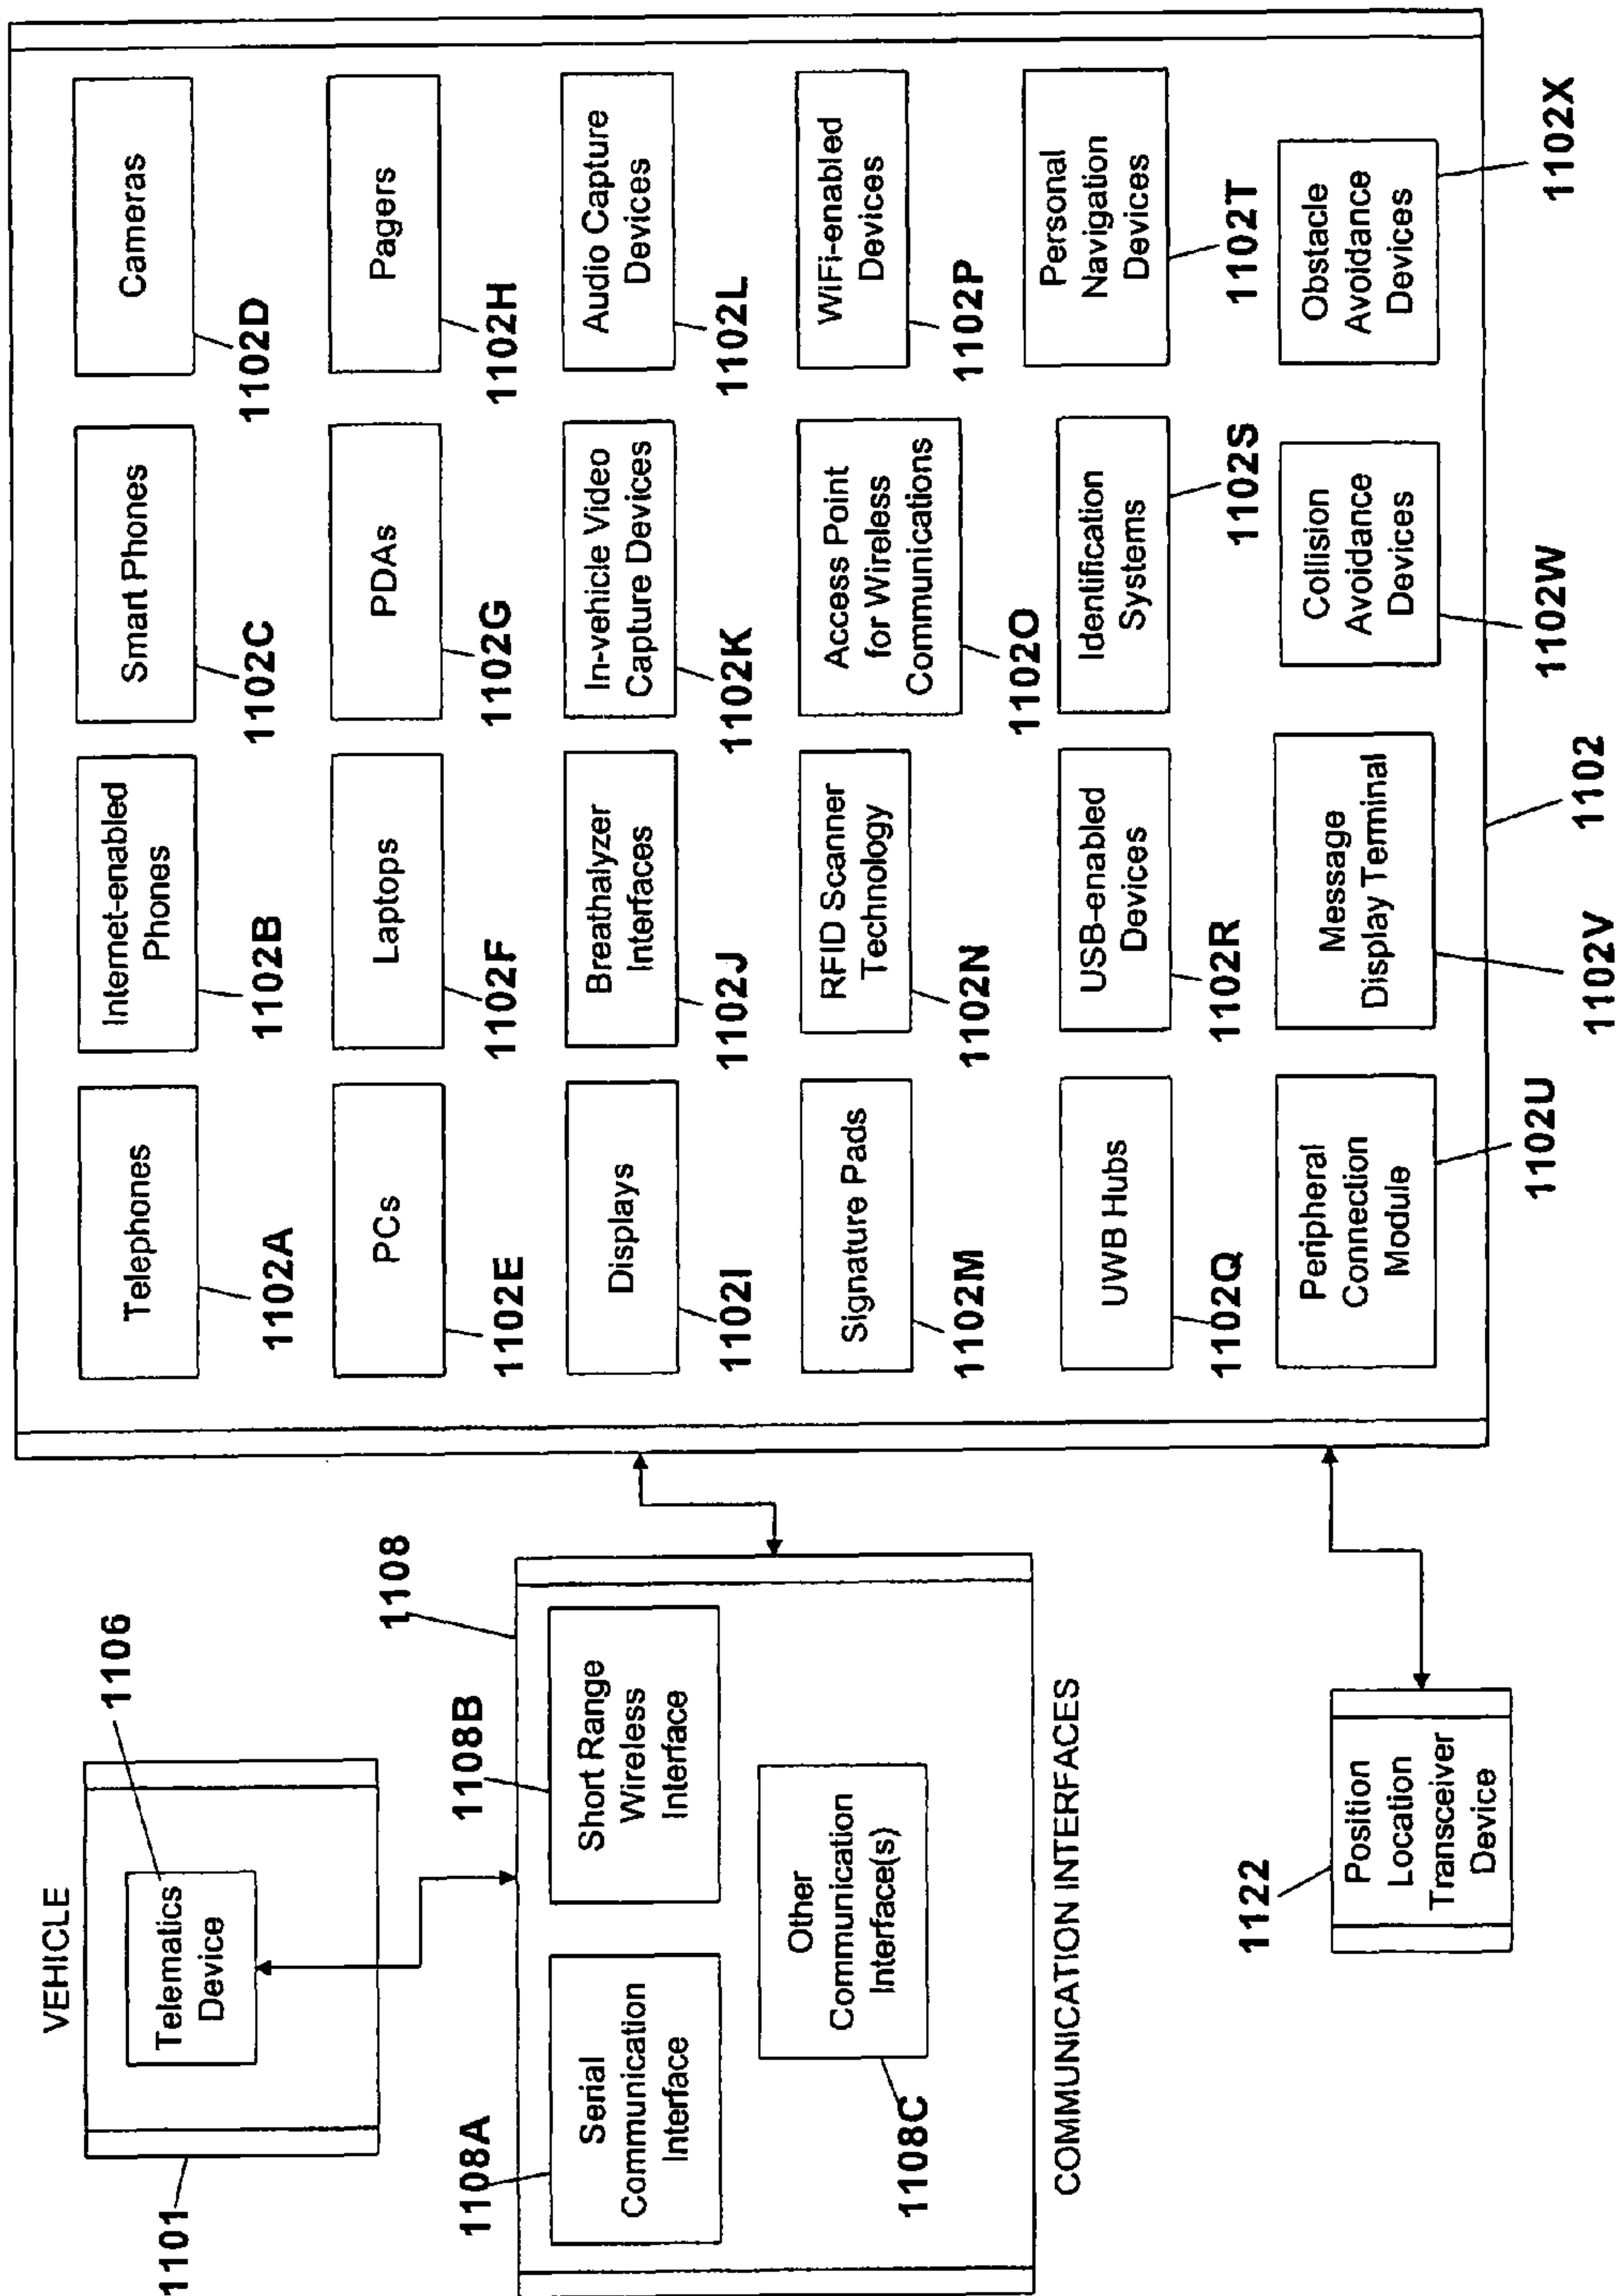 VEHICLE
1101
Telematics
Device
1106
1108
1108A
Serial
Communication
Interface
1108B
Short Range
Wireless
Interface
Other
Communication
Interface(s)
1108C
COMMUNICATION INTERFACES
1122
Position
Location
Transceiver
Device
Telephones
1102A
Internet-enabled
Phones
1102B
Smart Phones
1102C
Cameras
1102D
PCs
1102E
Laptops
1102F
PDAs
1102G
Pagers
1102H
Displays
1102I
Breathalyzer
Interfaces
1102J
In-vehicle Video
Capture Devices
1102K
Audio Capture
Devices
1102L
Signature Pads
1102M
RFID Scanner
Technology
1102N
Access Point
for Wireless
Communications
1102O
WiFi-enabled
Devices
1102P
UWB Hubs
1102Q
USB-enabled
Devices
1102R
Identification
Systems
1102S
Personal
Navigation
Devices
1102T
Peripheral
Connection
Module
1102U
Message
Display Terminal
1102V
Collision
Avoidance
Devices
1102W
Obstacle
Avoidance
Devices
1102X
1102